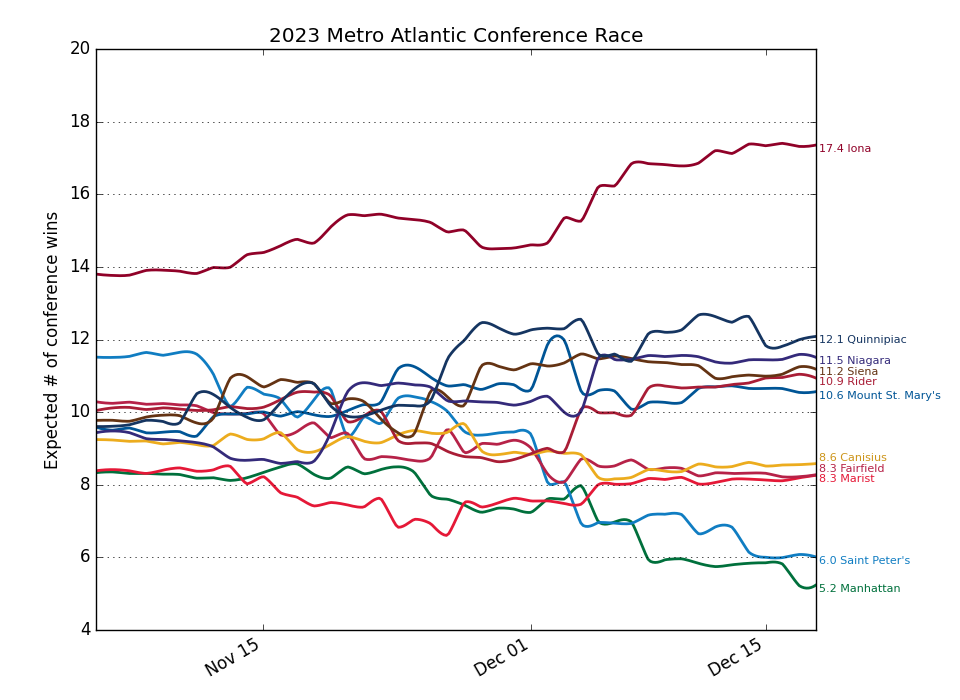 2023 Metro Atlantic Conference Race
Expected # of conference wins
20
18
16
14
12
10
8
6
4
17.4 Iona
12.1 Quinnipiac
11.5 Niagara
11.2 Siena
10.9 Rider
10.6 Mount St. Mary's
8.6 Canisius
8.3 Fairfield
8.3 Marist
6.0 Saint Peter's
5.2 Manhattan
Nov 15
Dec 01
Dec 15